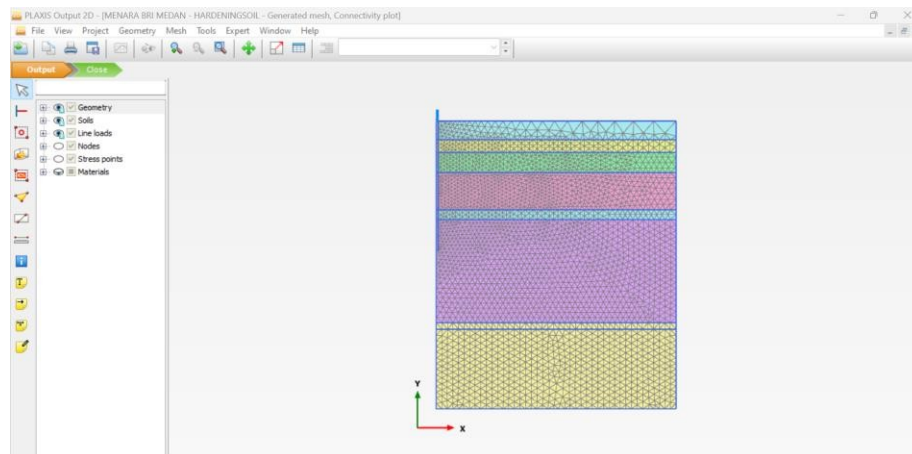 PLAXIS Output 2D - [MENARA BRI MEDAN - HARDENINGSOIL - Generated mesh, Connectivity plot]
File View Project Geometry Mesh Tools Expert Window Help
Output Close
Geometry
Soils
Line loads
Nodes
Stress points
Materials
Y
X